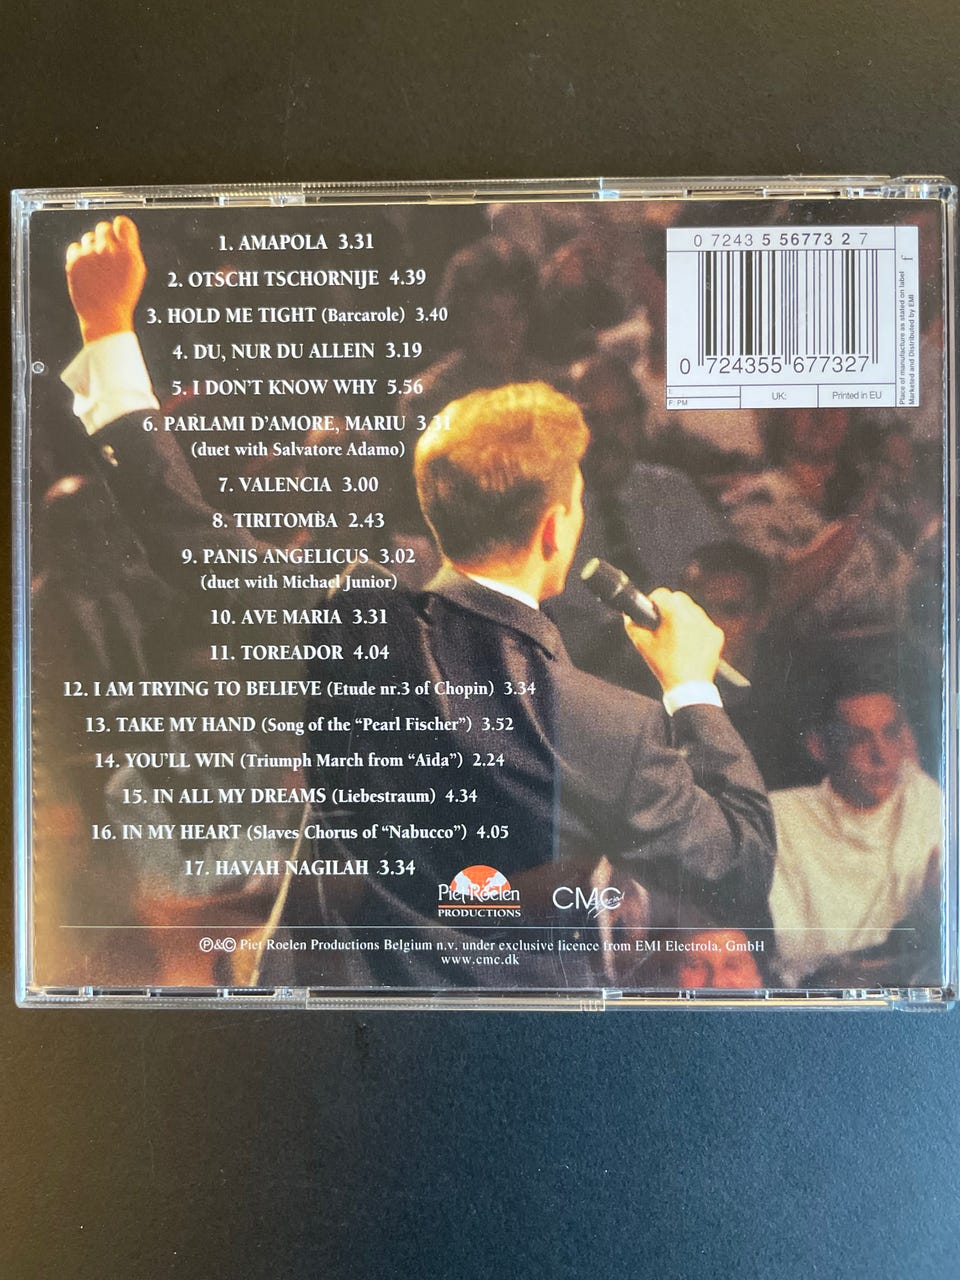 1. AMAPOLA 3.31
2. OTSCHI TSCHORNIJE 4.39
3. HOLD ME TIGHT (Barcarole) 3.40
4. DU, NUR DU ALLEIN 3.19
5. I DON'T KNOW WHY 5.56
6. PARLAMI D'AMORE, MARIU 3.31
(duet with Salvatore Adamo)
7. VALENCIA 3.00
8. TIRITOMBA 2.43
9. PANIS ANGELICUS 3.02
(duet with Michael Junior)
10. AVE MARIA 3.31
11. TOREADOR 4.04
12. I AM TRYING TO BELIEVE (Etude nr.3 of Chopin) 3.34
13. TAKE MY HAND (Song of the “Pearl Fischer”) 3.52
14. YOU'LL WIN (Triumph March from “Aïda”) 2.24
15. IN ALL MY DREAMS (Liebestraum) 4.34
16. IN MY HEART (Slaves Chorus of “Nabucco”) 4.05
17. HAVAH NAGILAH 3.34
0 7243 5 56773 2 7
0 724355 677327
F: PM
UK:
Printed in EU
Place of manufacture as stated on label
Marketed and Distributed by EMI
f
Piet Roelen
PRODUCTIONS
CMC
℗&© Piet Roelen Productions Belgium n.v. under exclusive licence from EMI Electrola, GmbH
www.cmc.dk